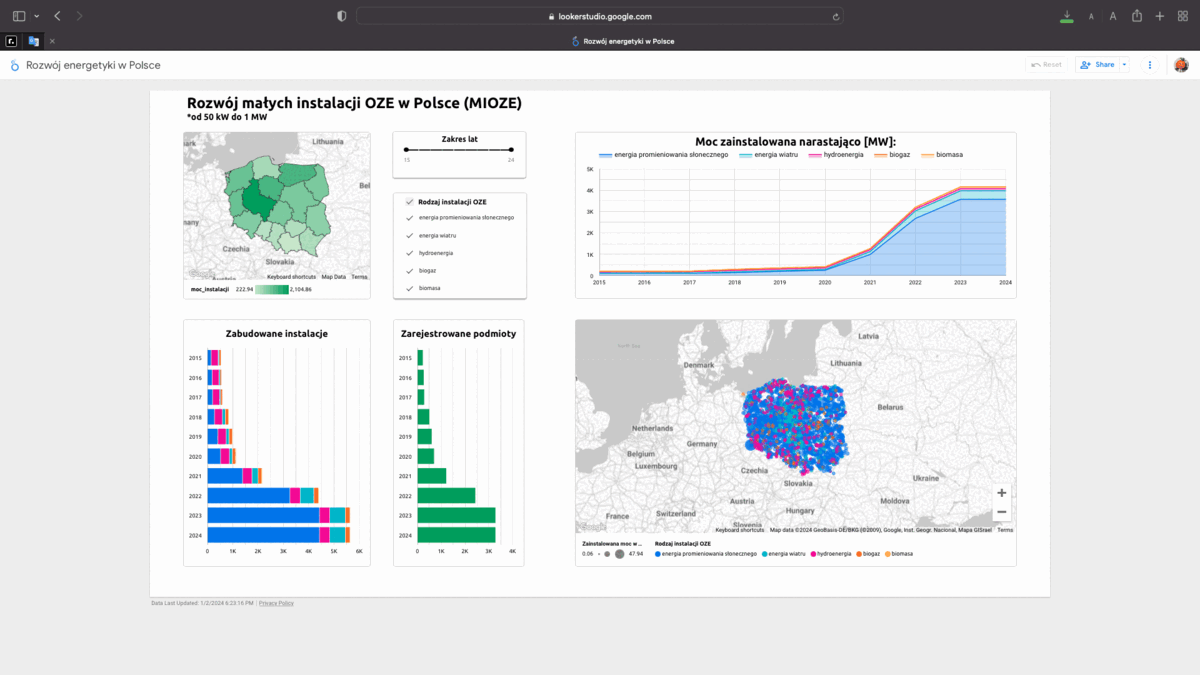 lookerstudio.google.com
A A
r.
Rozwój energetyki w Polsce
Rozwój energetyki w Polsce
Reset
Share
Rozwój małych instalacji OZE w Polsce (MIOZE)
*od 50 kW do 1 MW
Lithuania
Bel
Czechia
Slovakia
Google
Keyboard shortcuts Map Data Terms
moc_instalacji 222.94 2,104.86
Zakres lat
15 24
Rodzaj instalacji OZE
energia promieniowania słonecznego
energia wiatru
hydroenergia
biogaz
biomasa
Moc zainstalowana narastająco [MW]:
energia promieniowania słonecznego energia wiatru hydroenergia biogaz biomasa
5K
4K
3K
2K
1K
0
2015 2016 2017 2018 2019 2020 2021 2022 2023 2024
Zabudowane instalacje
2015
2016
2017
2018
2019
2020
2021
2022
2023
2024
0 1K 2K 3K 4K 5K 6K
Zarejestrowane podmioty
2015
2016
2017
2018
2019
2020
2021
2022
2023
2024
0 1K 2K 3K 4K
Latvia
Denmark
Lithuania
Belarus
Netherlands
Germany
Belgium
Luxembourg
Czechia
Slovakia
Ukraine
Austria
Moldova
Hungary
France
Switzerland
Slovenia
Google
Keyboard shortcuts Map data ©2024 GeoBasis-DE/BKG (©2009), Google, Inst. Geogr. Nacional, Mapa GISrael Terms
Zainstalowana moc w ...
0.06 47.94
Rodzaj instalacji OZE
energia promieniowania słonecznego energia wiatru hydroenergia biogaz biomasa
Data Last Updated: 1/2/2024 6:23:16 PM | Privacy Policy